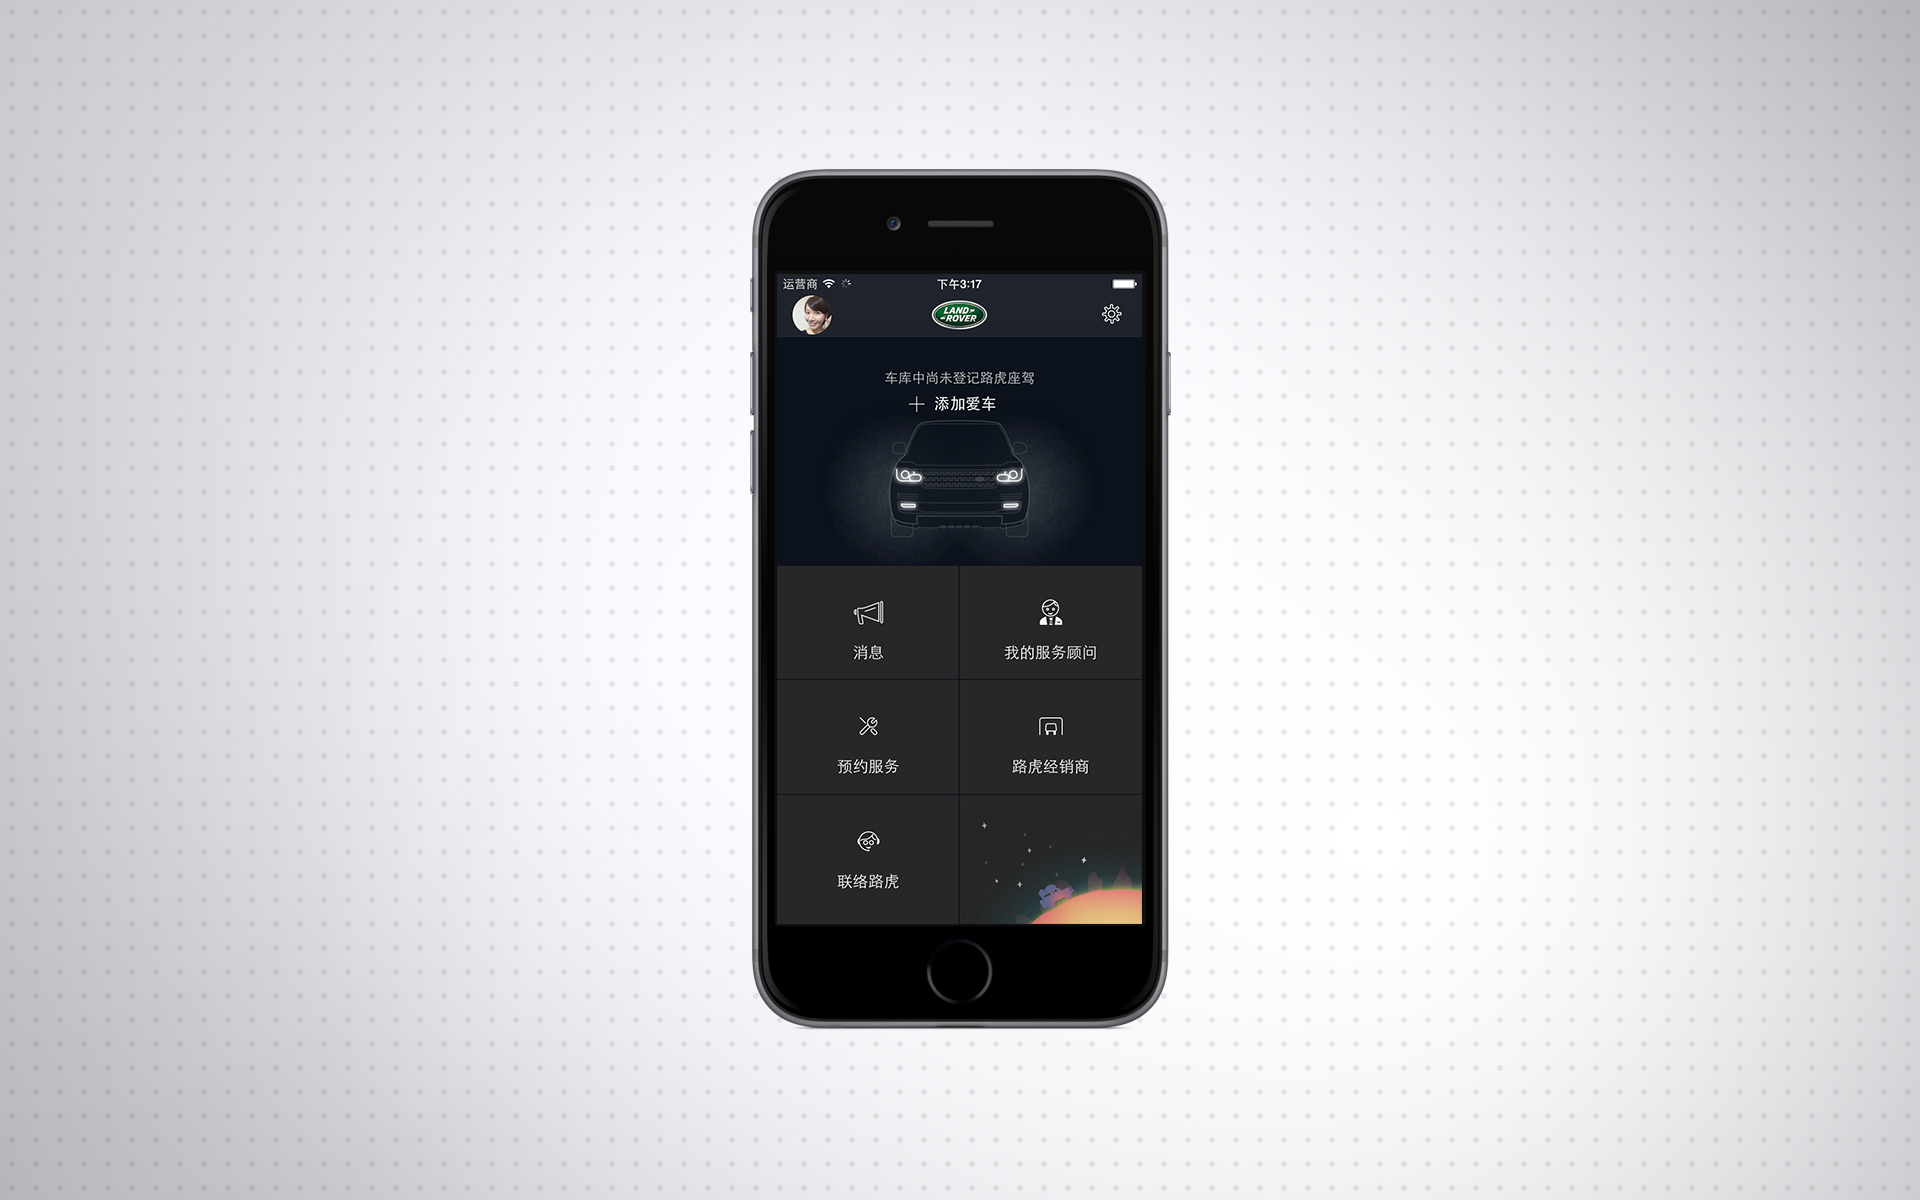 运营商
下午3:17
LAND
ROVER
车库中尚未登记路虎座驾
添加爱车
消息
我的服务顾问
预约服务
路虎经销商
联络路虎